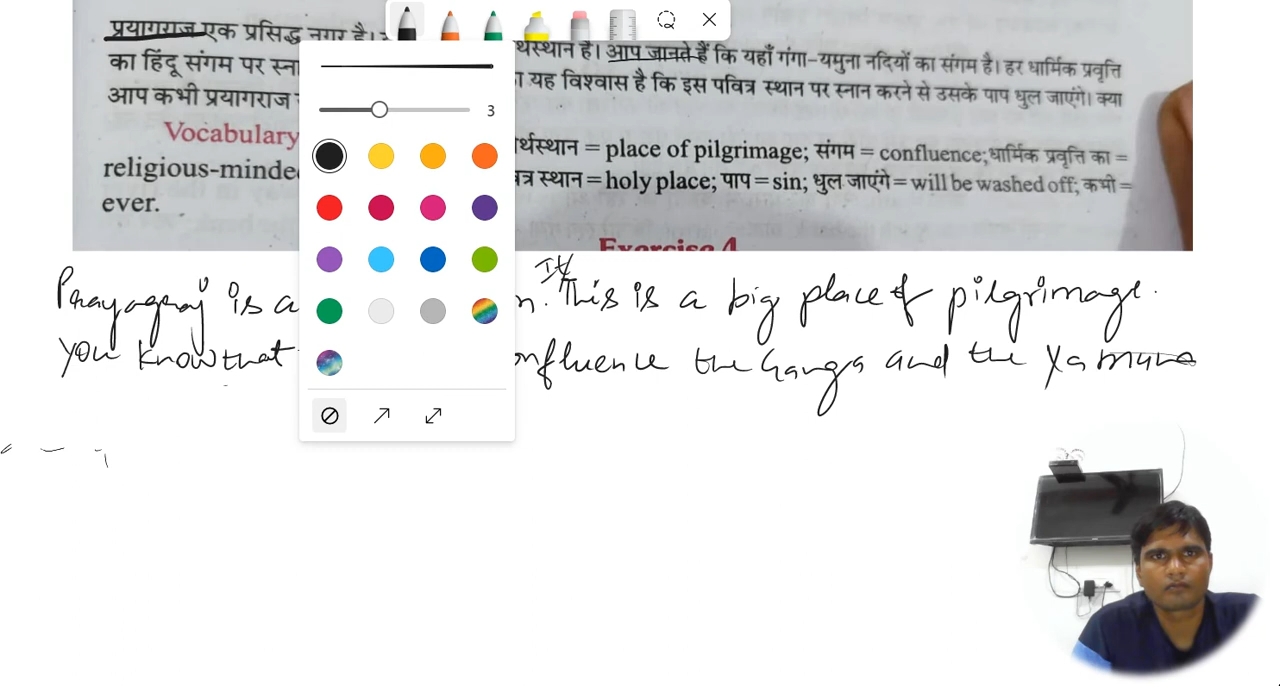 प्रयागराज एक प्रसिद्ध नगर है।
र्थस्थान है। आप जानते हैं कि यहाँ गंगा-यमुना नदियों का संगम है। हर धार्मिक प्रवृत्ति
का हिंदू संगम पर स्ना
यह विश्वास है कि इस पवित्र स्थान पर स्नान करने से उसके पाप धुल जाएंगे। क्या
आप कभी प्रयागराज
Vocabulary
र्थस्थान = place of pilgrimage; संगम = confluence; धार्मिक प्रवृत्ति का =
religious-minde
त्र स्थान = holy place; पाप = sin; धुल जाएंगे = will be washed off; कभी =
ever.
Exercise 4
3
Prayagraj is a
It/This is a big place of pilgrimage.
You know that
nfluence the Ganga and the Yamuna